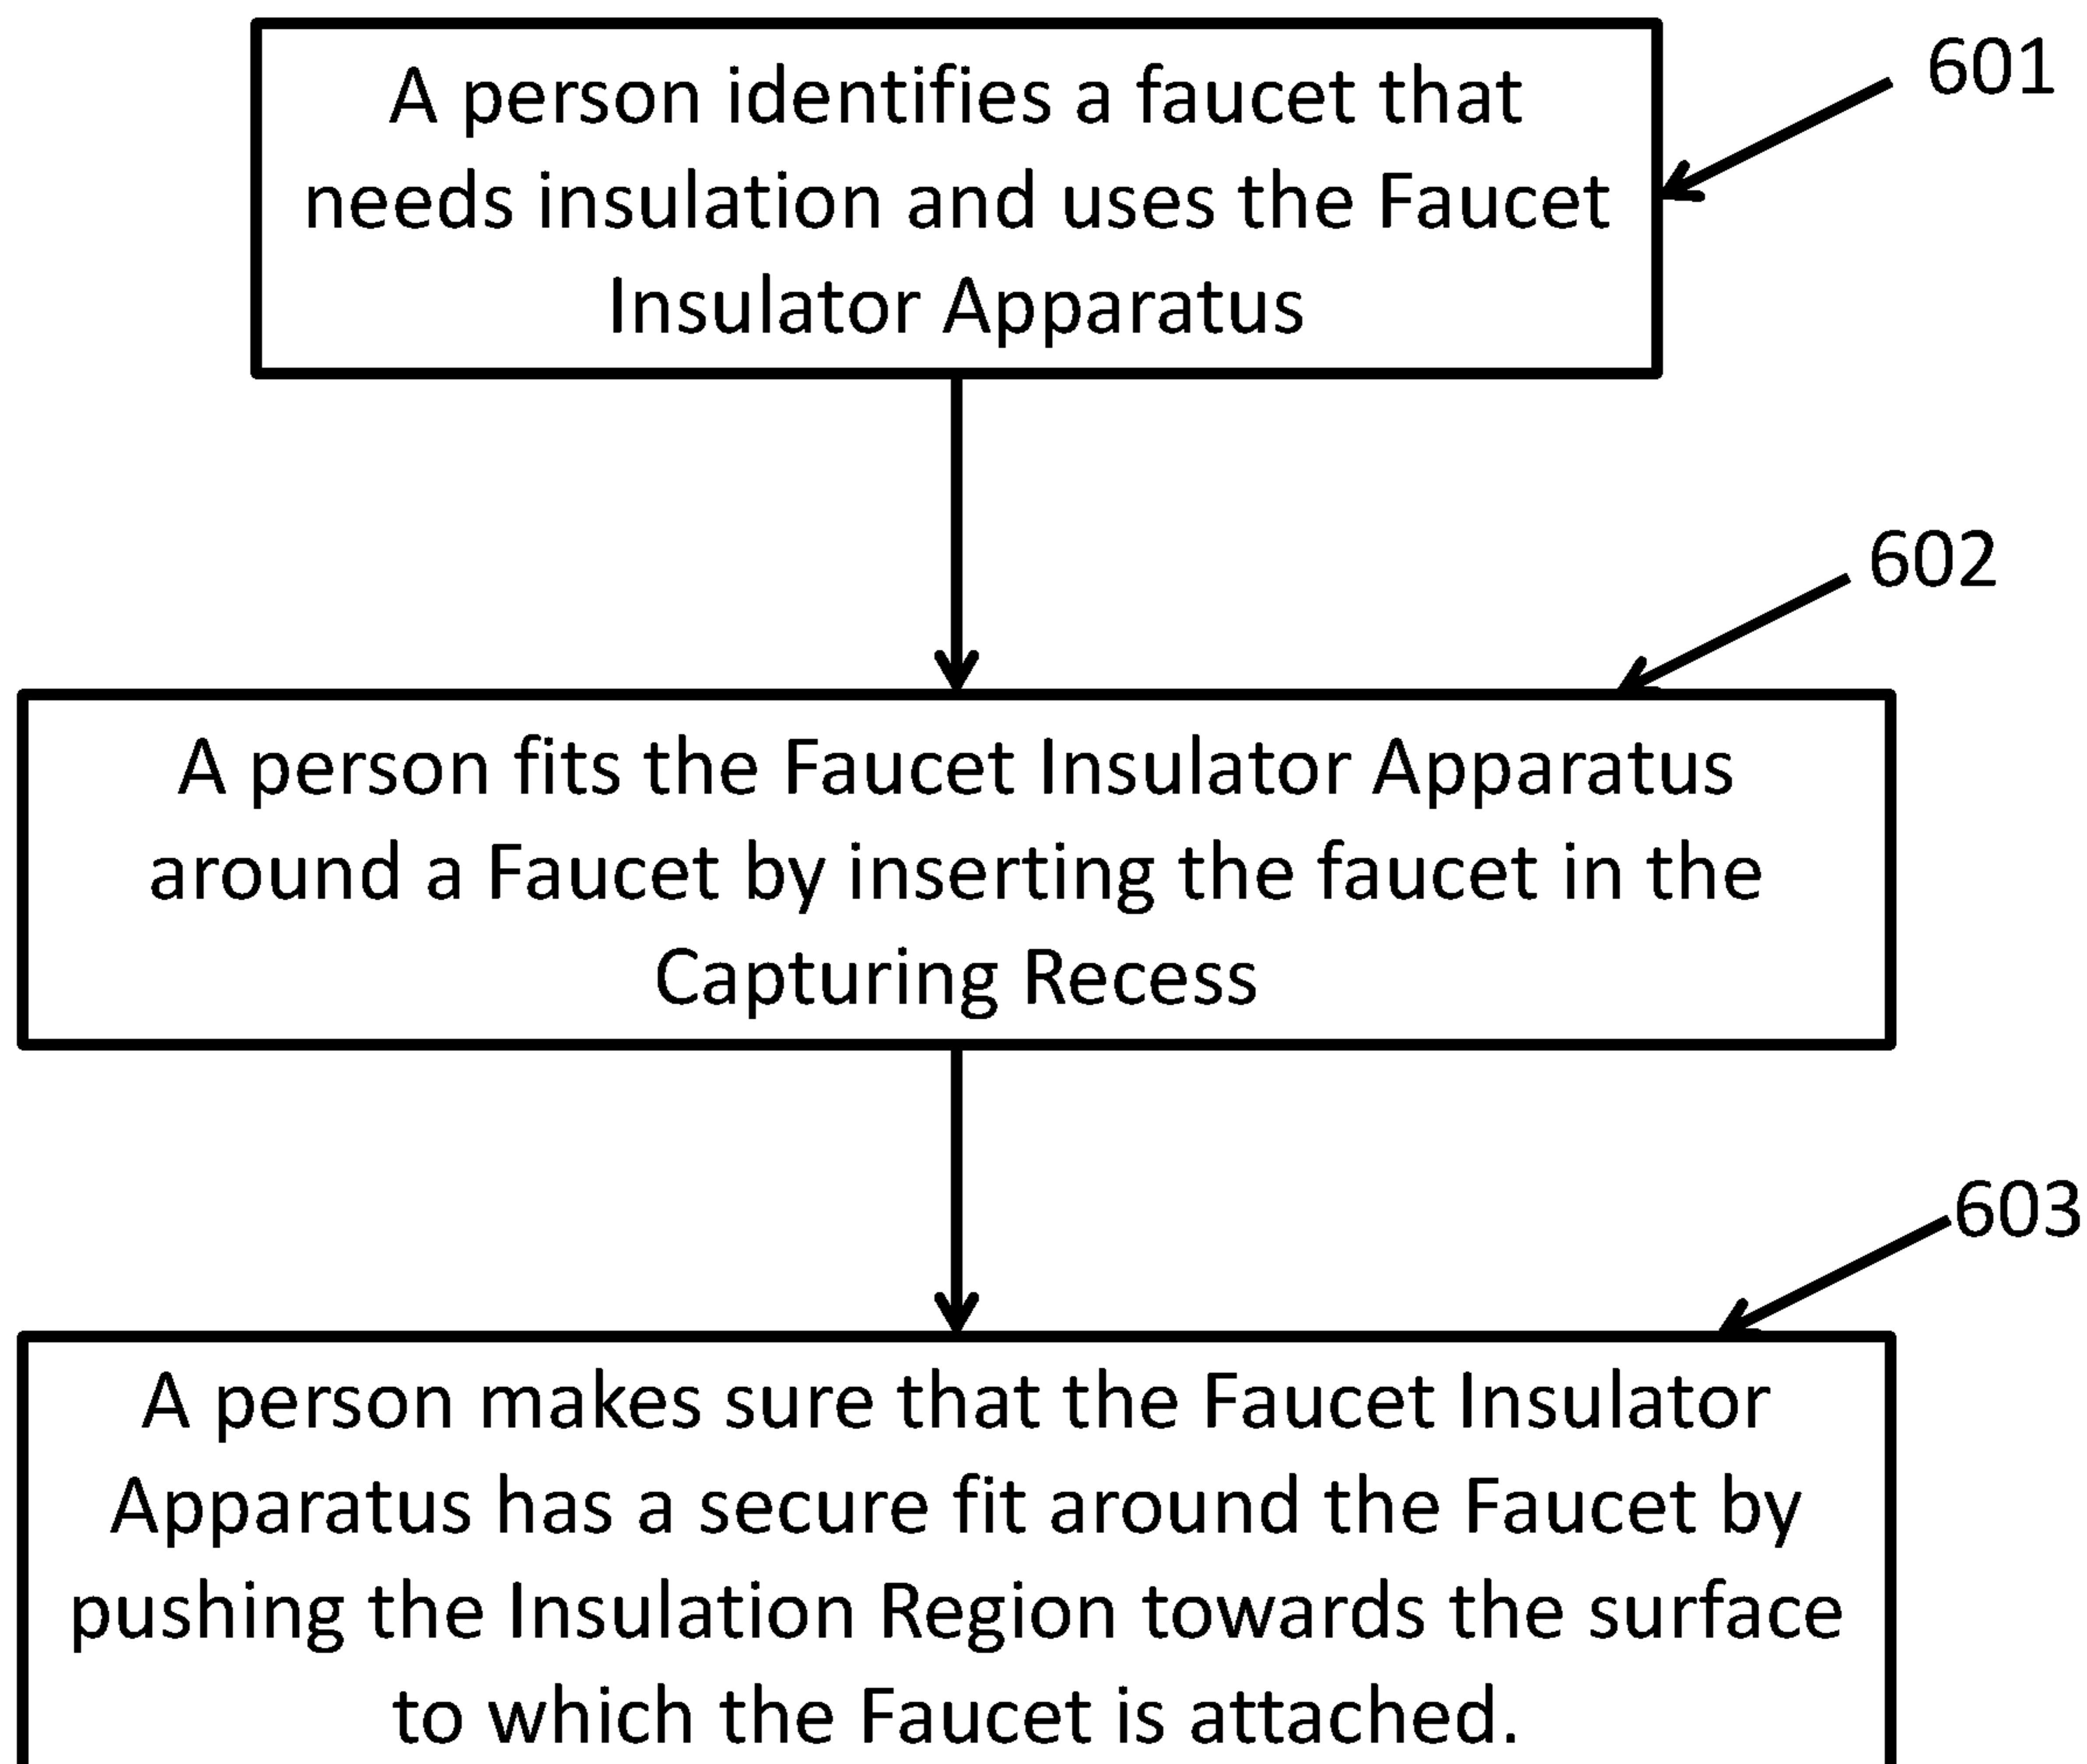 A person identifies a faucet that
needs insulation and uses the Faucet
Insulator Apparatus
601
602
A person fits the Faucet Insulator Apparatus
around a Faucet by inserting the faucet in the
Capturing Recess
603
A person makes sure that the Faucet Insulator
Apparatus has a secure fit around the Faucet by
pushing the Insulation Region towards the surface
to which the Faucet is attached.